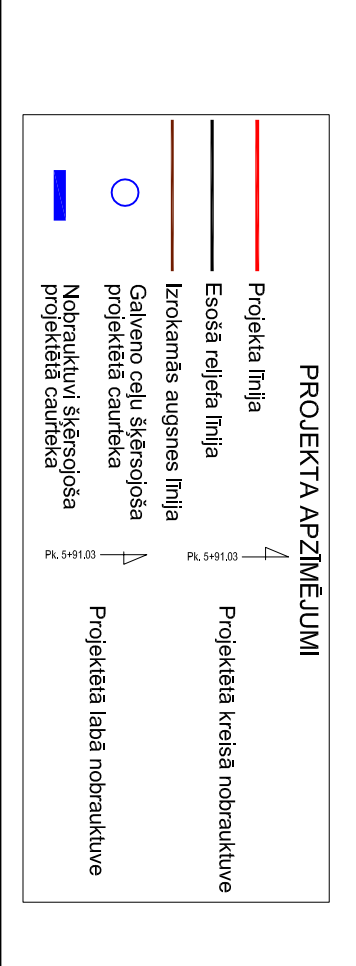 PROJEKTA APZĪMĒJUMI
Projekta līnija
Esošā reljefa līnija
Izrokamās augsnes līnija
Galveno ceļu šķērsojoša
projektētā caurteka
Nobrauktuvi šķērsojoša
projektētā caurteka
Pk. 5+91.03
Projektētā kreisā nobrauktuve
Pk. 5+91.03
Projektētā labā nobrauktuve